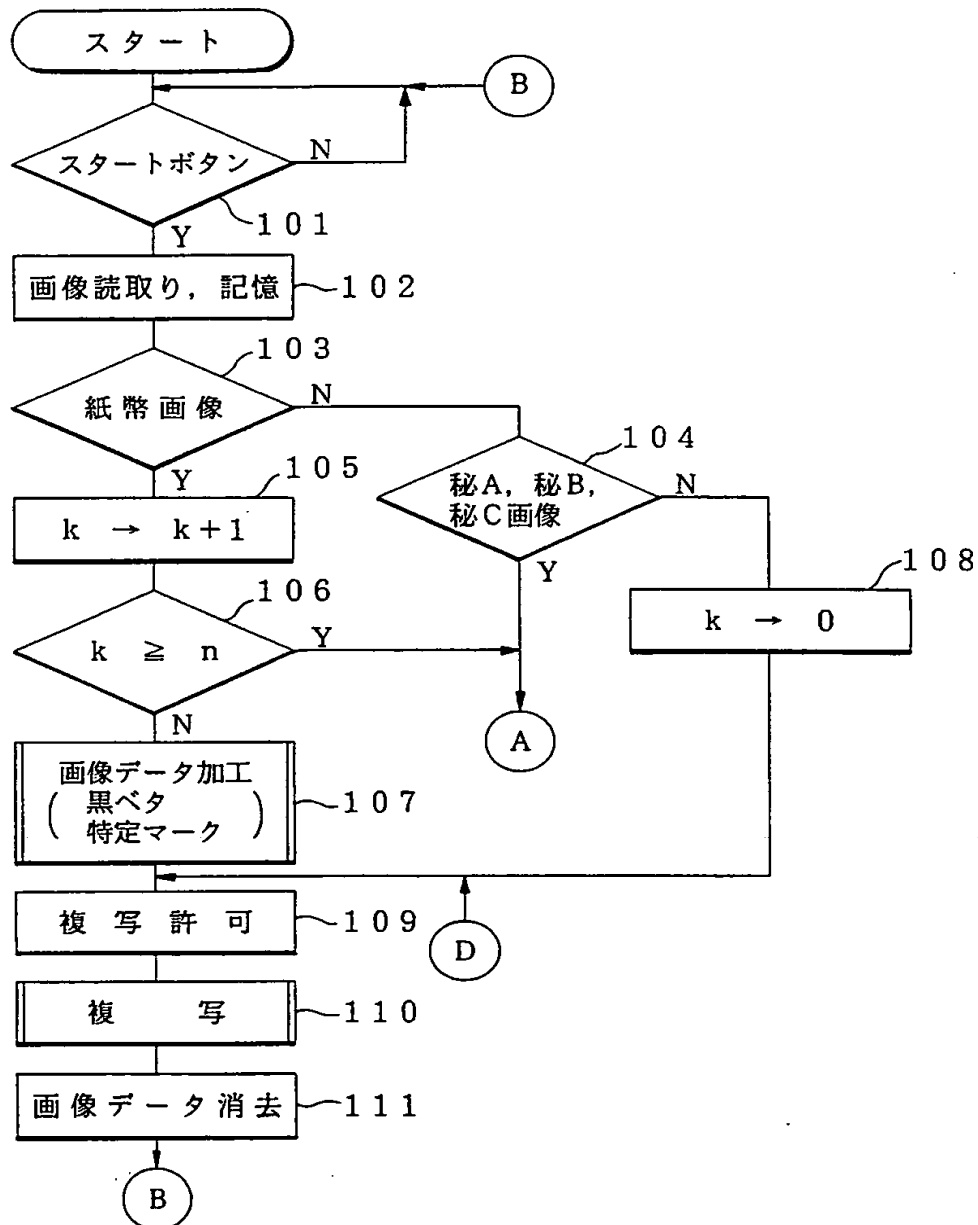 スタート
B
スタートボタン
N
101
Y
画像読取り，記憶
102
103
紙幣画像
N
104
Y
105
秘A，秘B，
秘C画像
N
k → k+1
Y
108
106
k → 0
k ≧ n
Y
N
A
画像データ加工
(黒ベタ
特定マーク)
107
複写許可
109
D
複写
110
画像データ消去
111
B